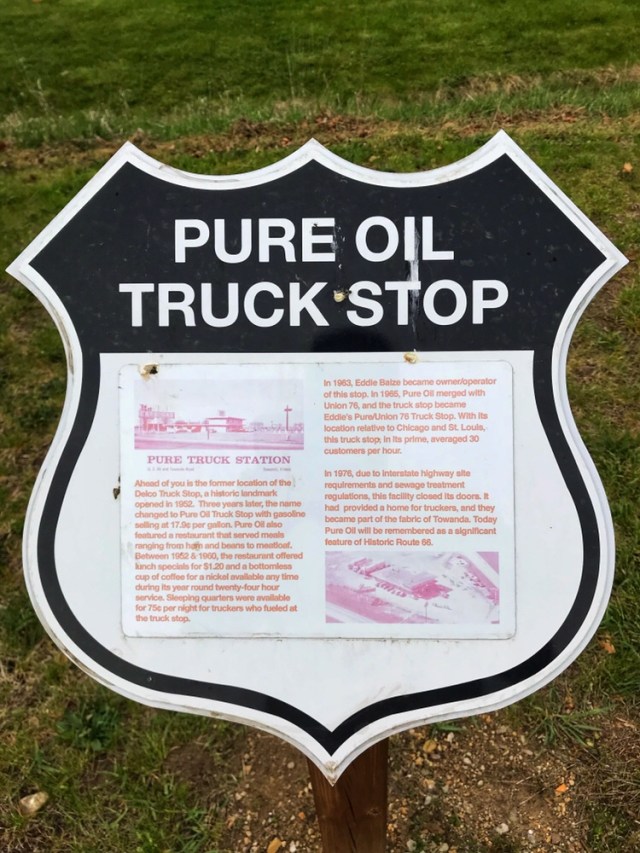 PURE OIL
TRUCK STOP
PURE TRUCK STATION
Ahead of you is the former location of the
Delco Truck Stop, a historic landmark
opened in 1952. Three years later, the name
changed to Pure Oil Truck Stop with gasoline
selling at 17.9c per gallon. Pure Oil also
featured a restaurant that served meals
ranging from ham and beans to meatloaf.
Between 1952 & 1960, the restaurant offered
lunch specials for $1.20 and a bottomless
cup of coffee for a nickel available any time
during its year round twenty-four hour
service. Sleeping quarters were available
for 75c per night for truckers who fueled at
the truck stop.
In 1963, Eddie Baize became owner/operator
of this stop. In 1965, Pure Oil merged with
Union 76, and the truck stop became
Eddie's Pure/Union 76 Truck Stop. With its
location relative to Chicago and St. Louis,
this truck stop, in its prime, averaged 30
customers per hour.
In 1976, due to interstate highway site
requirements and sewage treatment
regulations, this facility closed its doors. It
had provided a home for truckers, and they
became part of the fabric of Towanda. Today
Pure Oil will be remembered as a significant
feature of Historic Route 66.